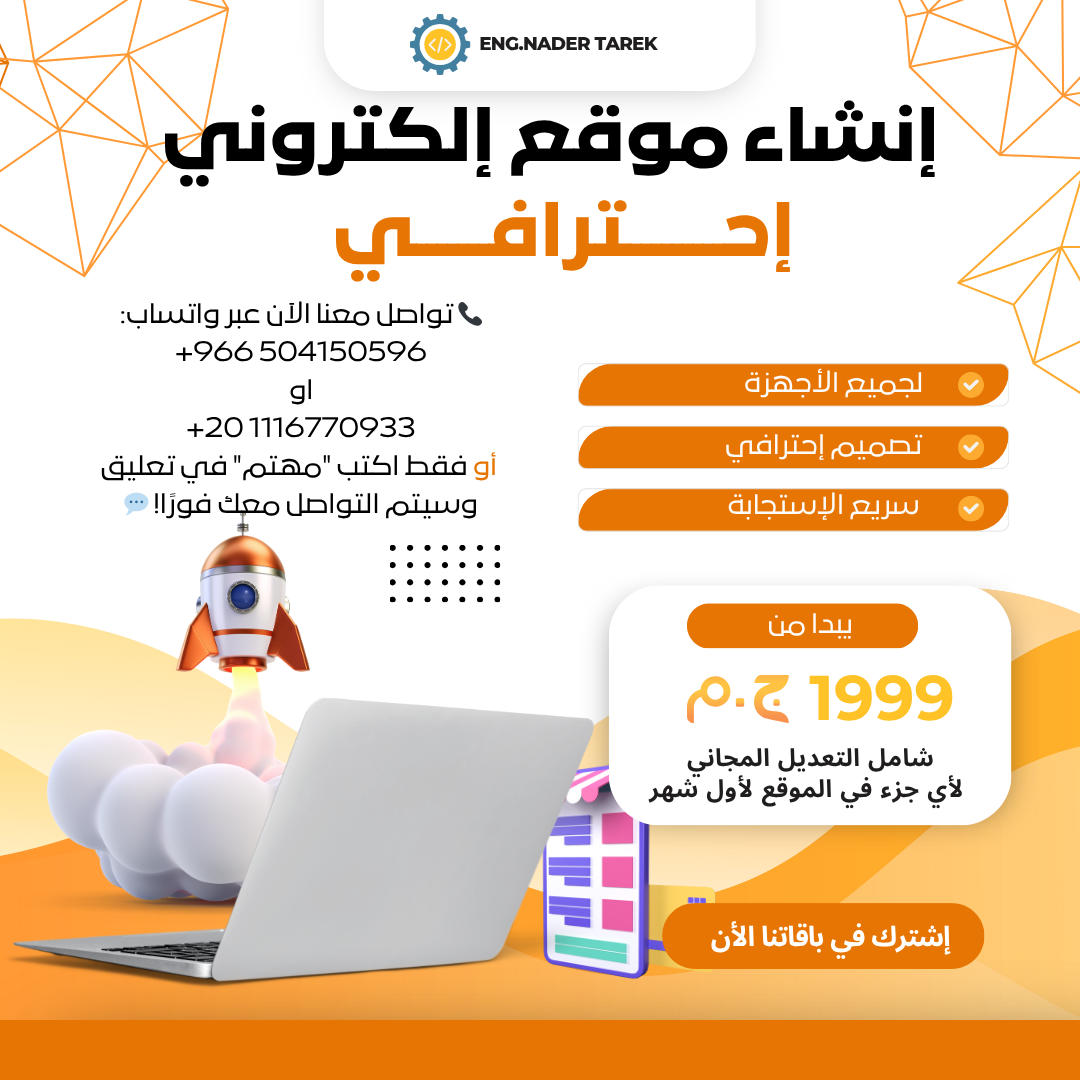 ENG.NADER TAREK
إنشاء موقع إلكتروني
إحــــــترافــــي
📞 تواصل معنا الآن عبر واتساب:
+966 504150596
او
+20 1116770933
أو فقط اكتب "مهتم" في تعليق
وسيتم التواصل معك فورًا! 💬
لجميع الأجهزة
تصميم إحترافي
سريع الإستجابة
يبدا من
1999 ج.م
شامل التعديل المجاني
لأي جزء في الموقع لأول شهر
إشترك في باقاتنا الأن